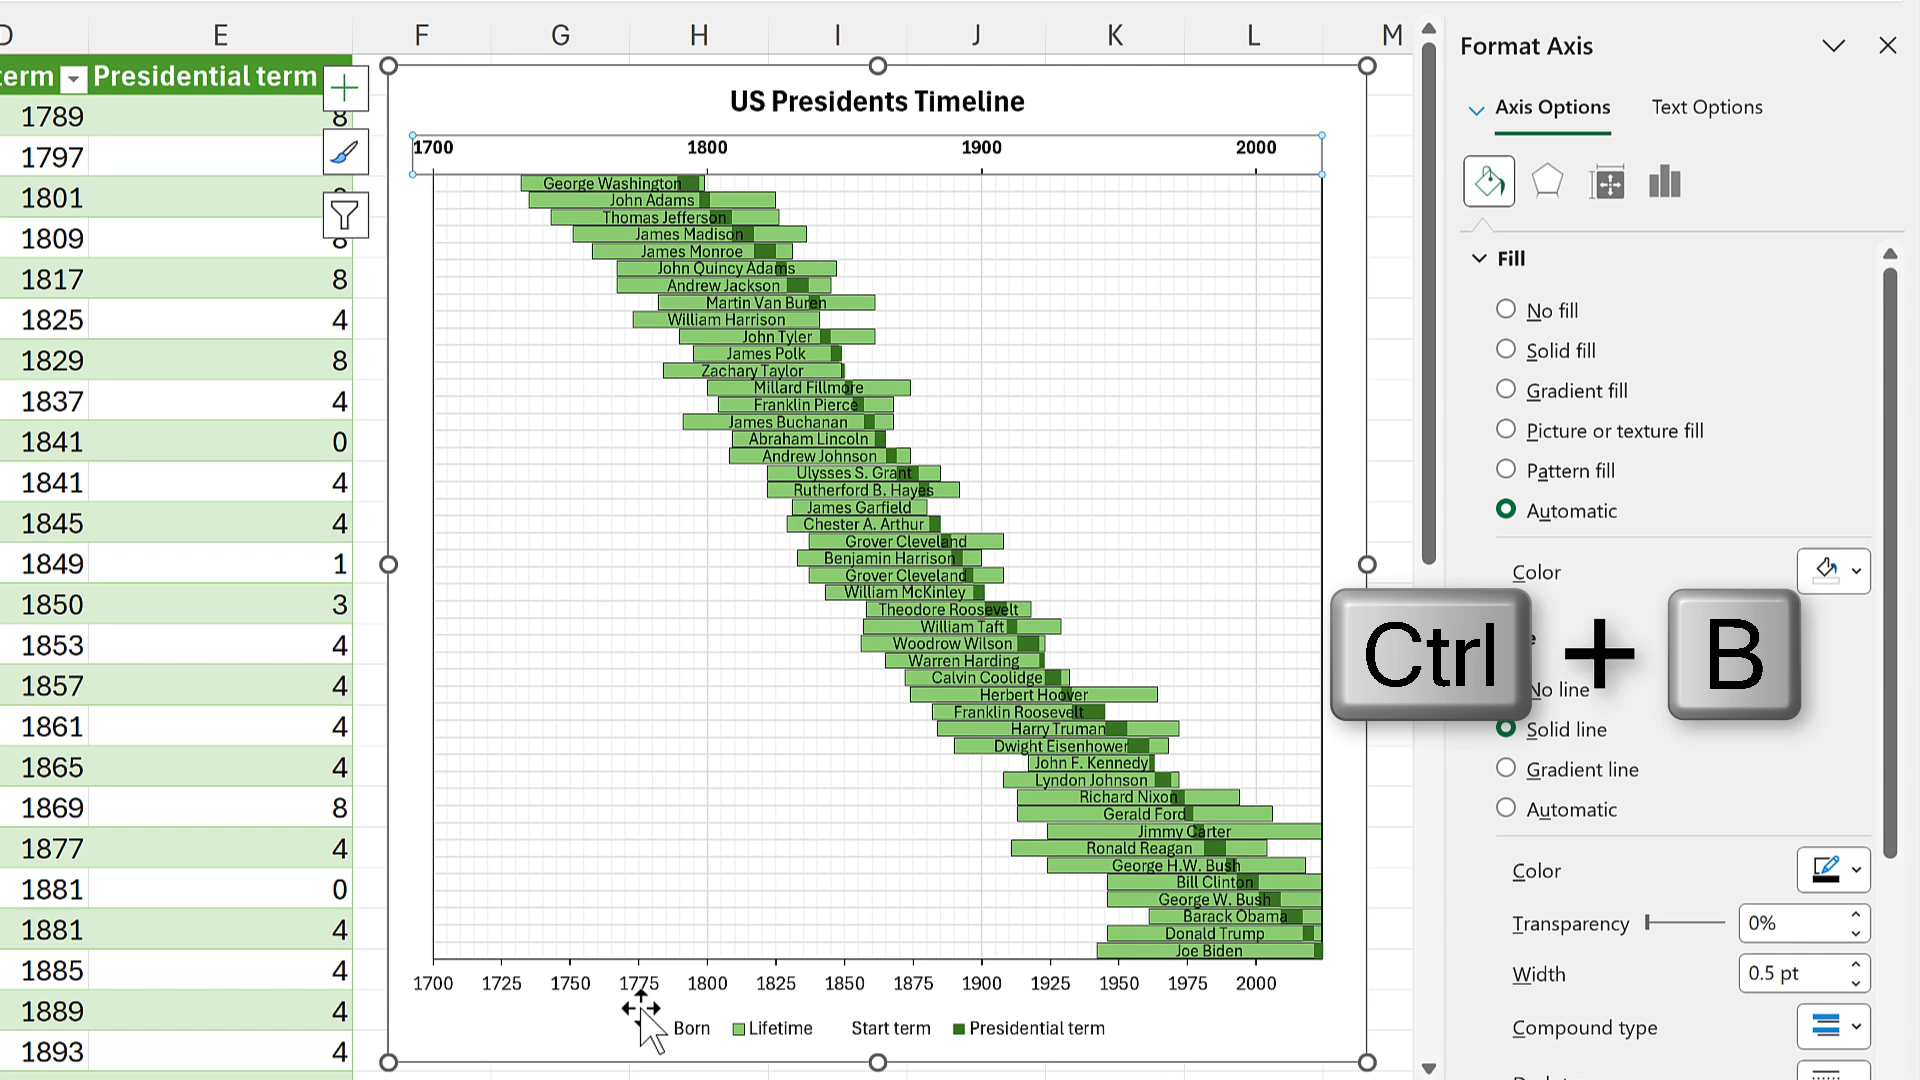 D E F G H I J K L M
term Presidential term
1789 8
1797
1801
1809 8
1817 8
1825 4
1829 8
1837 4
1841 0
1841 4
1845 4
1849 1
1850 3
1853 4
1857 4
1861 4
1865 4
1869 8
1877 4
1881 0
1881 4
1885 4
1889 4
1893 4
US Presidents Timeline
1700 1800 1900 2000
George Washington
John Adams
Thomas Jefferson
James Madison
James Monroe
John Quincy Adams
Andrew Jackson
Martin Van Buren
William Harrison
John Tyler
James Polk
Zachary Taylor
Millard Fillmore
Franklin Pierce
James Buchanan
Abraham Lincoln
Andrew Johnson
Ulysses S. Grant
Rutherford B. Hayes
James Garfield
Chester A. Arthur
Grover Cleveland
Benjamin Harrison
Grover Cleveland
William McKinley
Theodore Roosevelt
William Taft
Woodrow Wilson
Warren Harding
Calvin Coolidge
Herbert Hoover
Franklin Roosevelt
Harry Truman
Dwight Eisenhower
John F. Kennedy
Lyndon Johnson
Richard Nixon
Gerald Ford
Jimmy Carter
Ronald Reagan
George H.W. Bush
Bill Clinton
George W. Bush
Barack Obama
Donald Trump
Joe Biden
1700 1725 1750 1775 1800 1825 1850 1875 1900 1925 1950 1975 2000
Born Lifetime Start term Presidential term
Format Axis
Axis Options Text Options
Fill
No fill
Solid fill
Gradient fill
Picture or texture fill
Pattern fill
Automatic
Color
Ctrl + B
No line
Solid line
Gradient line
Automatic
Color
Transparency 0%
Width 0.5 pt
Compound type